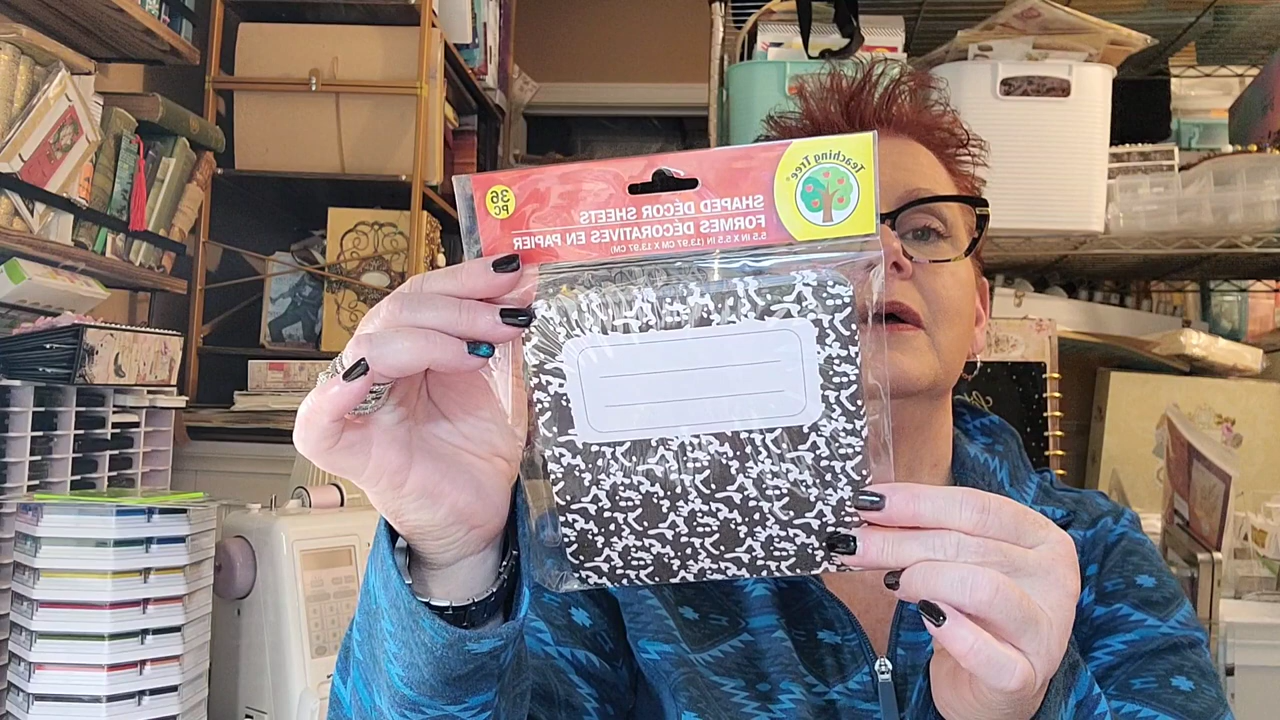 Teaching Tree®
36
PC
SHAPED DÉCOR SHEETS
FORMES DÉCORATIVES EN PAPIER
5.5 IN X 5.5 IN (13.97 CM X 13.97 CM)